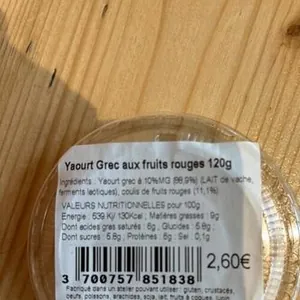 Yaourt Grec aux fruits rouges 120g
Ingrédients : Yaourt grec à 10%MG (88,9%) (LAIT de vache,
ferments lactiques), coulis de fruits rouges (11,1%)
VALEURS NUTRITIONNELLES pour 100g
Energie : 539 Kj/ 130Kcal ; Matières grasses : 9g
Dont acides gras saturés : 6g ; Glucides : 5.8g ;
Dont sucres : 5.8g ; Protéines : 6g ; Sel : 0,1g
2,60€
3 700757 851838
Fabriqué dans un atelier pouvant utiliser : gluten, crustacés,
oeufs, poissons, arachides, soja, lait, fruits à coques,